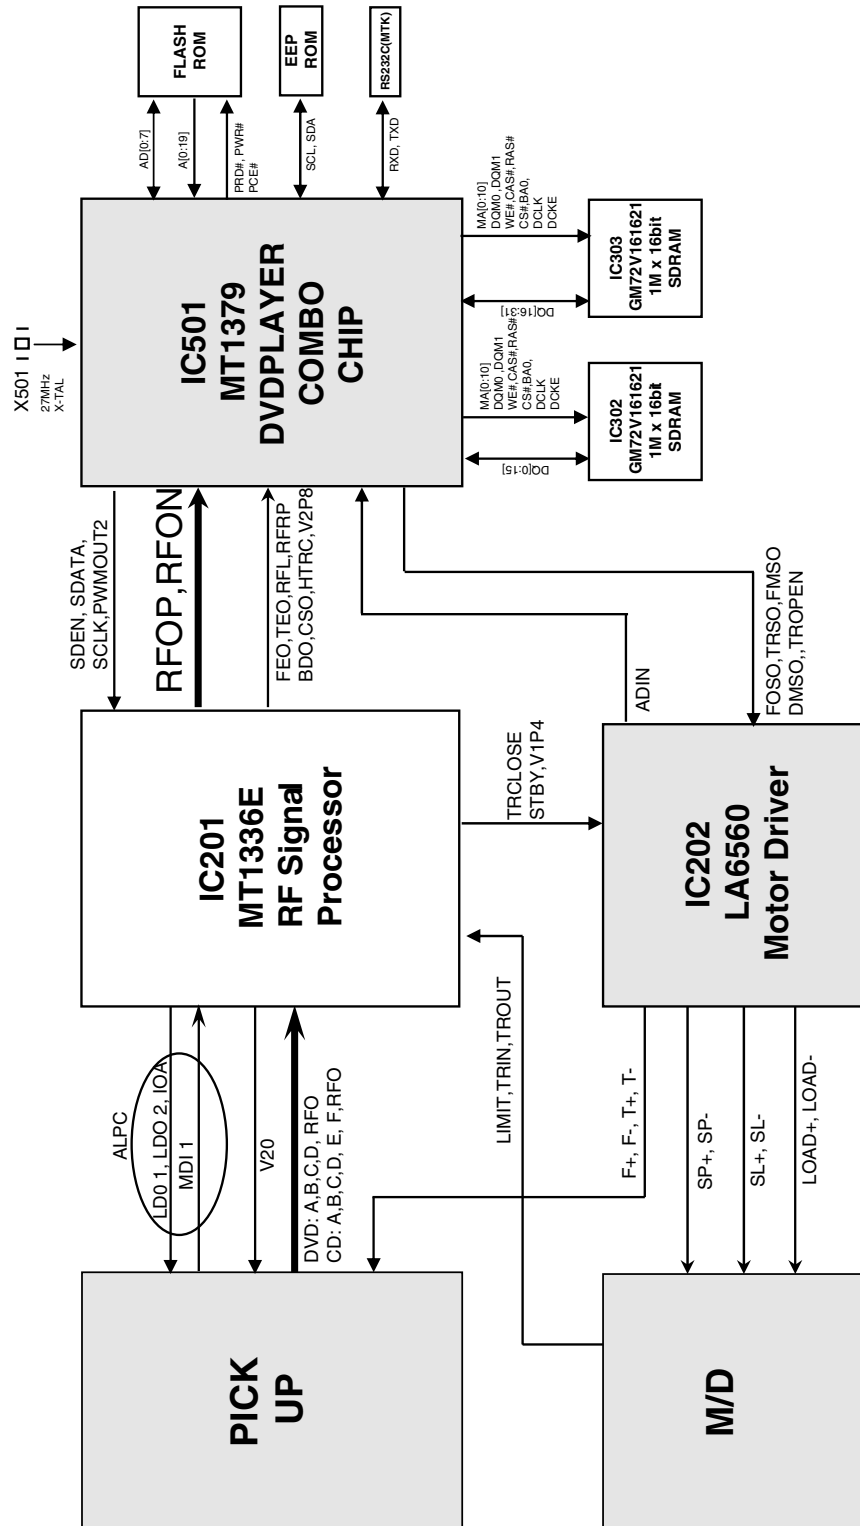 PICK
UP
M/D
ALPC
LD0 1, LDO 2, IOA
MDI 1
V20
DVD: A,B,C,D, RFO
CD: A,B,C,D, E, F,RFO
LIMIT,TRIN,TROUT
F+, F-, T+, T-
SP+, SP-
SL+, SL-
LOAD+, LOAD-
IC201
MT1336E
RF Signal
Processor
IC202
LA6560
Motor Driver
TRCLOSE
STBY,V1P4
SDEN, SDATA,
SCLK,PWMOUT2
RFOP,RFON
FEO,TEO,RFL,RFRP
BDO,CSO,HTRC,V2P8
ADIN
FOSO,TRSO,FMSO
DMSO,,TROPEN
X501
27MHz
X-TAL
IC501
MT1379
DVDPLAYER
COMBO
CHIP
DQ[0:15]
MA[0:10]
DQM0 ,DQM1
WE#,CAS#,RAS#
CS#,BA0,
DCLK
DCKE
IC302
GM72V161621
1M x 16bit
SDRAM
DQ[16:31]
MA[0:10]
DQM0 ,DQM1
WE#,CAS#,RAS#
CS#,BA0,
DCLK
DCKE
IC303
GM72V161621
1M x 16bit
SDRAM
AD[0:7]
A[0:19]
PRD#, PWR#
PCE#
SCL, SDA
RXD, TXD
FLASH
ROM
EEP
ROM
RS232C(MTK)